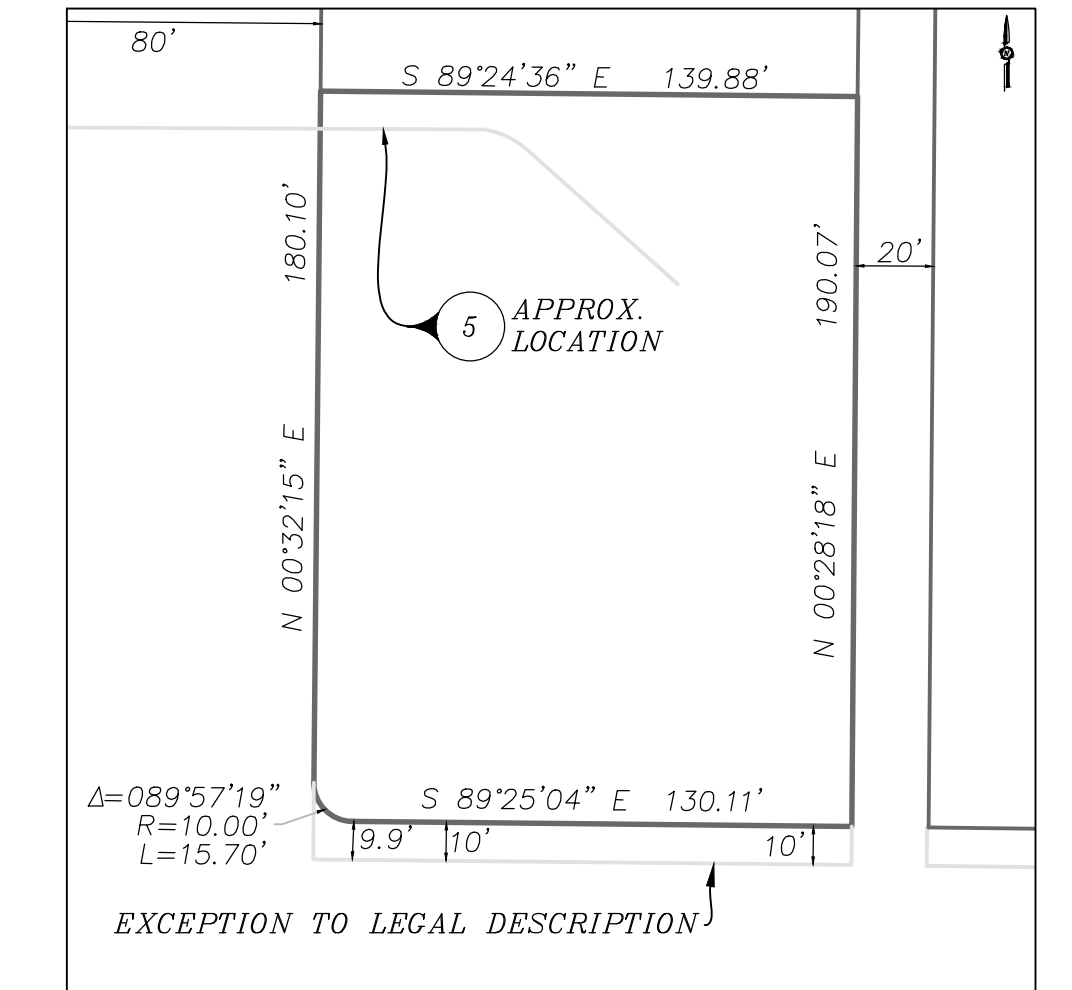 80'
S 89°24'36" E 139.88'
180.10'
190.07'
20'
5
APPROX.
LOCATION
N 00°32'15" E
N 00°28'18" E
Δ=089°57'19"
R=10.00'
L=15.70'
S 89°25'04" E 130.11'
9.9'
10'
10'
EXCEPTION TO LEGAL DESCRIPTION
N